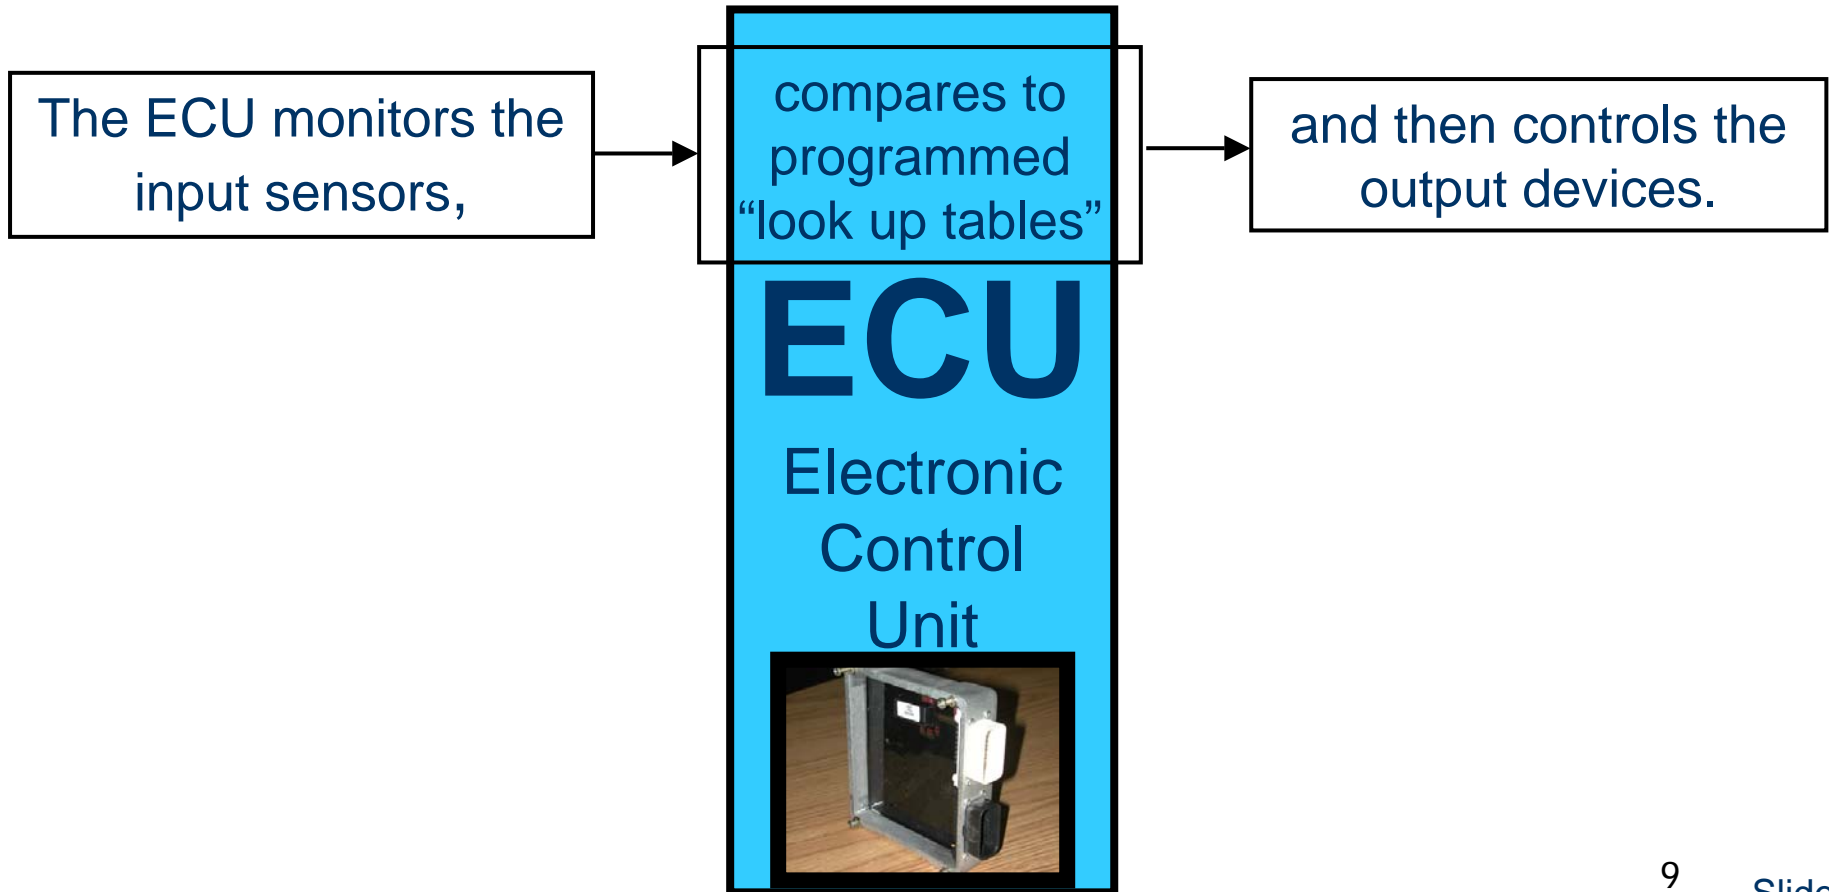 The ECU monitors the
input sensors,
compares to
programmed
“look up tables”
and then controls the
output devices.
ECU
Electronic
Control
Unit
9